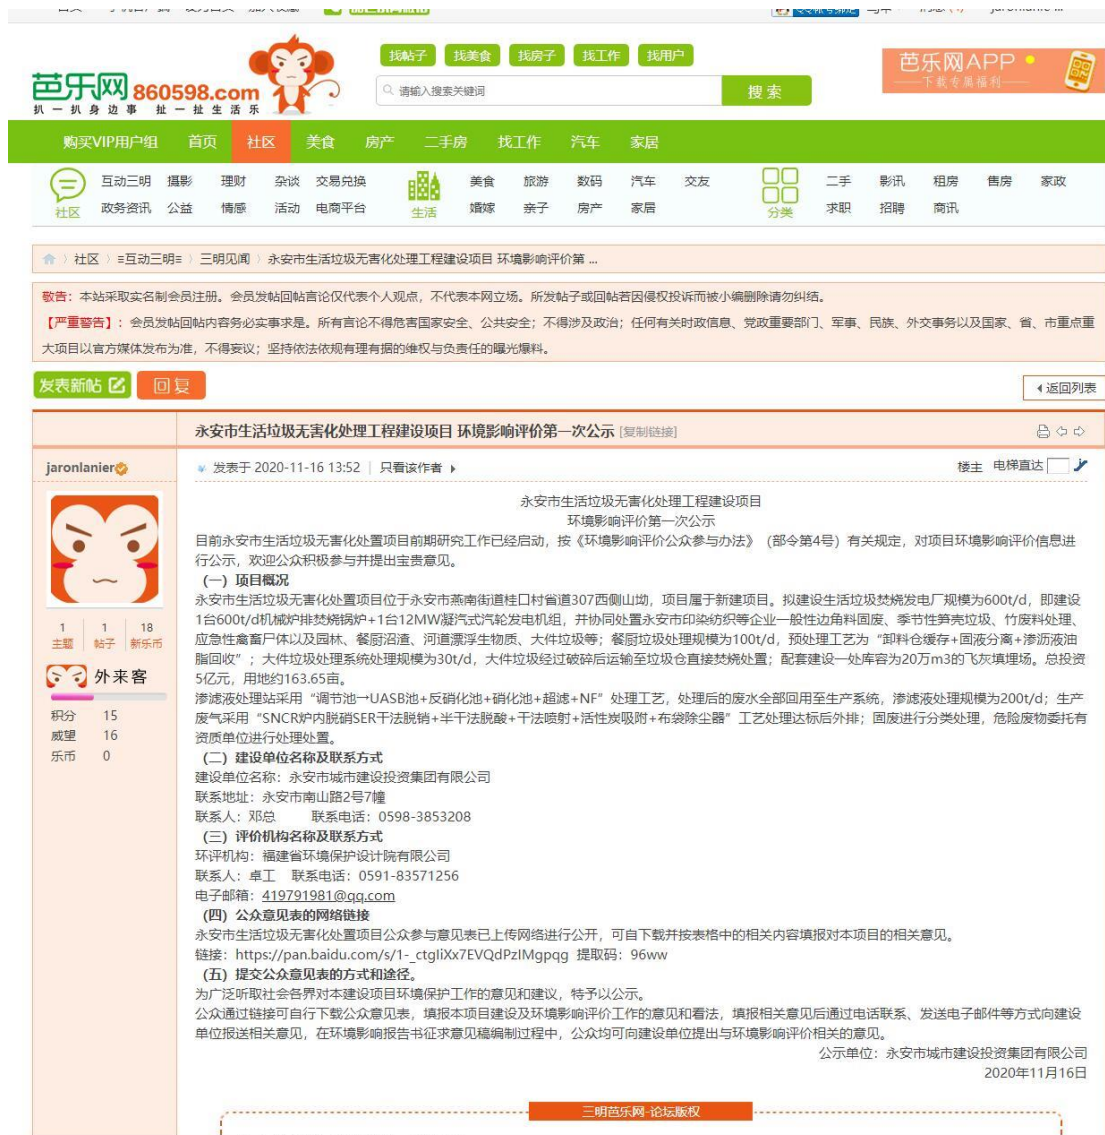 找帖子 找美食 找房子 找工作 找用户
芭乐网 860598.com
扒一扒身边事 扯一扯生活乐
请输入搜索关键词 搜索
芭乐网APP
下载专属福利
购买VIP用户组 首页 社区 美食 房产 二手房 找工作 汽车 家居
社区 互动三明 摄影 理财 杂谈 交易兑换
政务资讯 公益 情感 活动 电商平台
生活 美食 旅游 数码 汽车 交友
婚嫁 亲子 房产 家居
分类 二手 影讯 租房 售房 家政
求职 招聘 商讯
社区 ≡互动三明≡ 三明见闻 永安市生活垃圾无害化处理工程建设项目 环境影响评价第 ...
敬告：本站采取实名制会员注册。会员发帖回帖言论仅代表个人观点，不代表本网立场。所发帖子或回帖若因侵权投诉而被小编删除请勿纠结。
【严重警告】：会员发帖回帖内容务必实事求是。所有言论不得危害国家安全、公共安全；不得涉及政治；任何有关时政信息、党政重要部门、军事、民族、外交事务以及国家、省、市重点重
大项目以官方媒体发布为准，不得妄议；坚持依法依规有理有据的维权与负责任的曝光爆料。
发表新帖 回复 返回列表
永安市生活垃圾无害化处理工程建设项目 环境影响评价第一次公示 [复制链接]
jaronlanier
发表于 2020-11-16 13:52 | 只看该作者
楼主 电梯直达
1 1 18
主题 帖子 新乐币
外来客
积分 15
威望 16
乐币 0
永安市生活垃圾无害化处理工程建设项目
环境影响评价第一次公示
目前永安市生活垃圾无害化处置项目前期研究工作已经启动，按《环境影响评价公众参与办法》（部令第4号）有关规定，对项目环境影响评价信息进
行公示，欢迎公众积极参与并提出宝贵意见。
（一）项目概况
永安市生活垃圾无害化处置项目位于永安市燕南街道桂口村省道307西侧山坳，项目属于新建项目。拟建设生活垃圾焚烧发电厂规模为600t/d，即建设
1台600t/d机械炉排焚烧锅炉+1台12MW凝汽式汽轮发电机组，并协同处置永安市印染纺织等企业一般性边角料固废、季节性笋壳垃圾、竹废料处理、
应急性禽畜尸体以及园林、餐厨沼渣、河道漂浮生物质、大件垃圾等；餐厨垃圾处理规模为100t/d，预处理工艺为“卸料仓缓存+固液分离+渗沥液油
脂回收”；大件垃圾处理系统处理规模为30t/d，大件垃圾经过破碎后运输至垃圾仓直接焚烧处置；配套建设一处库容为20万m3的飞灰填埋场。总投资
5亿元，用地约163.65亩。
渗滤液处理站采用“调节池→UASB池+反硝化池+硝化池+超滤+NF”处理工艺，处理后的废水全部回用至生产系统，渗滤液处理规模为200t/d；生产
废气采用“SNCR炉内脱硝SER干法脱销+半干法脱酸+干法喷射+活性炭吸附+布袋除尘器”工艺处理达标后外排；固废进行分类处理，危险废物委托有
资质单位进行处理处置。
（二）建设单位名称及联系方式
建设单位名称：永安市城市建设投资集团有限公司
联系地址：永安市南山路2号7幢
联系人：邓总 联系电话：0598-3853208
（三）评价机构名称及联系方式
环评机构：福建省环境保护设计院有限公司
联系人：卓工 联系电话：0591-83571256
电子邮箱：419791981@qq.com
（四）公众意见表的网络链接
永安市生活垃圾无害化处置项目公众参与意见表已上传网络进行公开，可自下载并按表格中的相关内容填报对本项目的相关意见。
链接：https://pan.baidu.com/s/1-_ctgIiXx7EVQdPzIMgpqg 提取码：96ww
（五）提交公众意见表的方式和途径。
为广泛听取社会各界对本建设项目环境保护工作的意见和建议，特予以公示。
公众通过链接可自行下载公众意见表，填报本项目建设及环境影响评价工作的意见和看法，填报相关意见后通过电话联系、发送电子邮件等方式向建设
单位报送相关意见，在环境影响报告书征求意见稿编制过程中，公众均可向建设单位提出与环境影响评价相关的意见。
公示单位：永安市城市建设投资集团有限公司
2020年11月16日
三明芭乐网-论坛版权